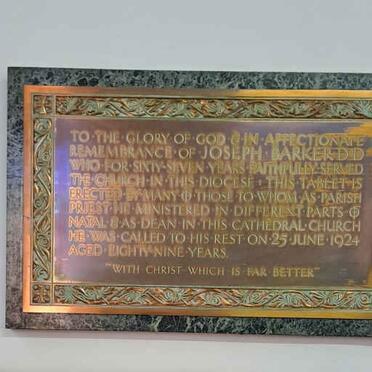 TO · THE · GLORY · OF · GOD · & · IN · AFFECTIONATE
REMEMBRANCE · OF · JOSEPH · BARKER · D·D
WHO · FOR · SIXTY · SEVEN · YEARS · FAITHFULLY · SERVED
THE · CHURCH · IN · THIS · DIOCESE · THIS · TABLET · IS
ERECTED · BY · MANY · OF · THOSE · TO · WHOM · AS · PARISH
PRIEST · HE · MINISTERED · IN · DIFFERENT · PARTS · OF
NATAL · & · AS · DEAN · IN · THIS · CATHEDRAL · CHURCH
HE · WAS · CALLED · TO · HIS · REST · ON · 25 · JUNE · 1924
AGED · EIGHTY · NINE · YEARS.
"WITH · CHRIST · WHICH · IS · FAR · BETTER"